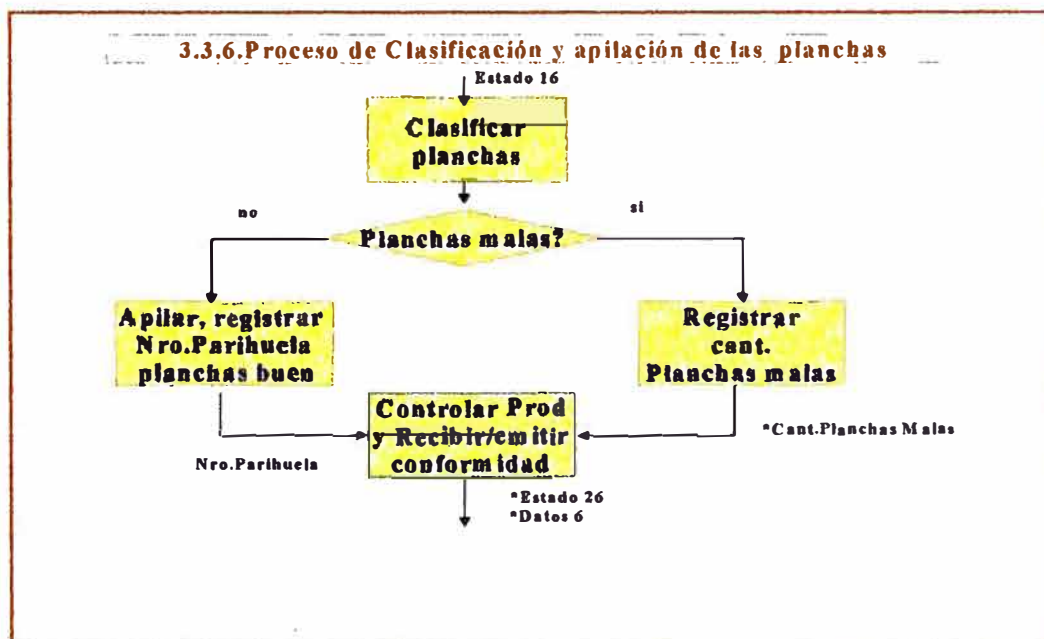 3.3.6.Proceso de Clasificación y apilación de las planchas
Estado 16
Clasificar
planchas
no
si
Planchas malas?
Apilar, registrar
Nro.Parihuela
planchas buen
Registrar
cant.
Planchas malas
Controlar Prod
y Recibir/emitir
conformidad
*Cant.Planchas Malas
Nro.Parihuela
*Estado 26
*Datos 6